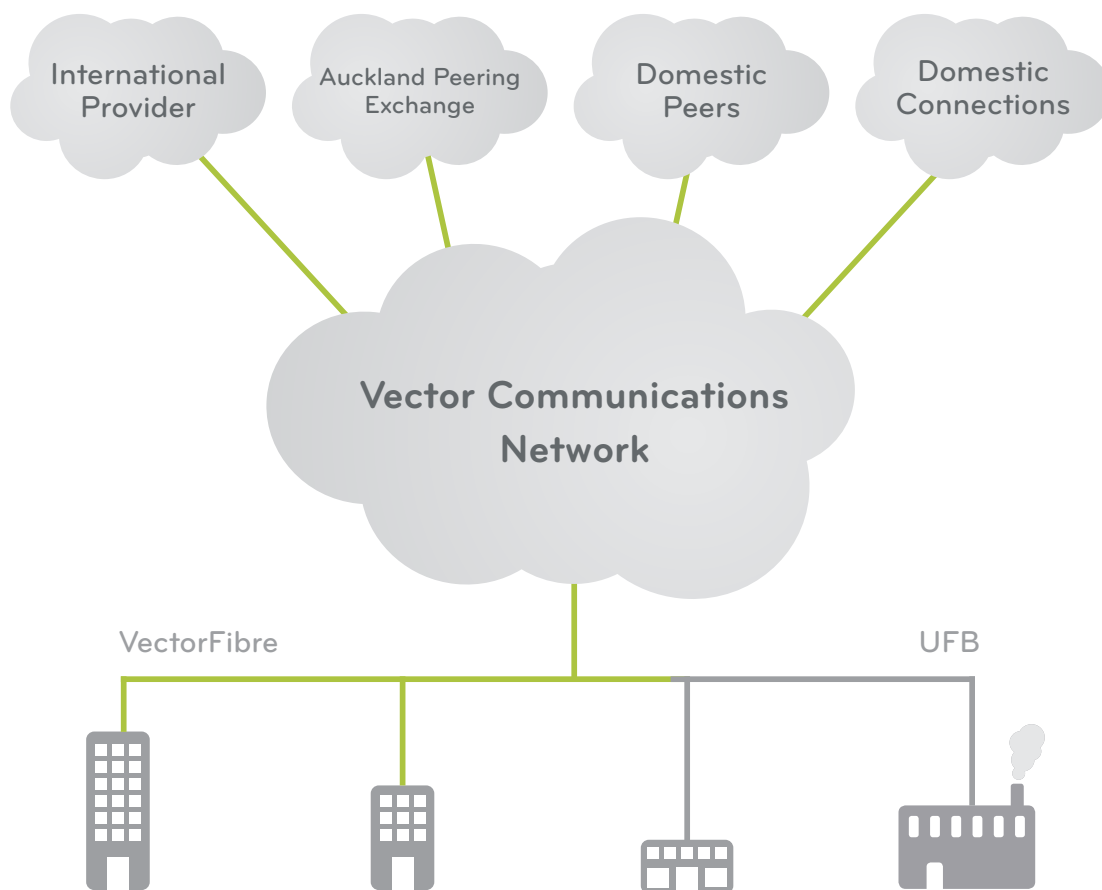 International
Provider
Auckland Peering
Exchange
Domestic
Peers
Domestic
Connections
Vector Communications
Network
VectorFibre
UFB